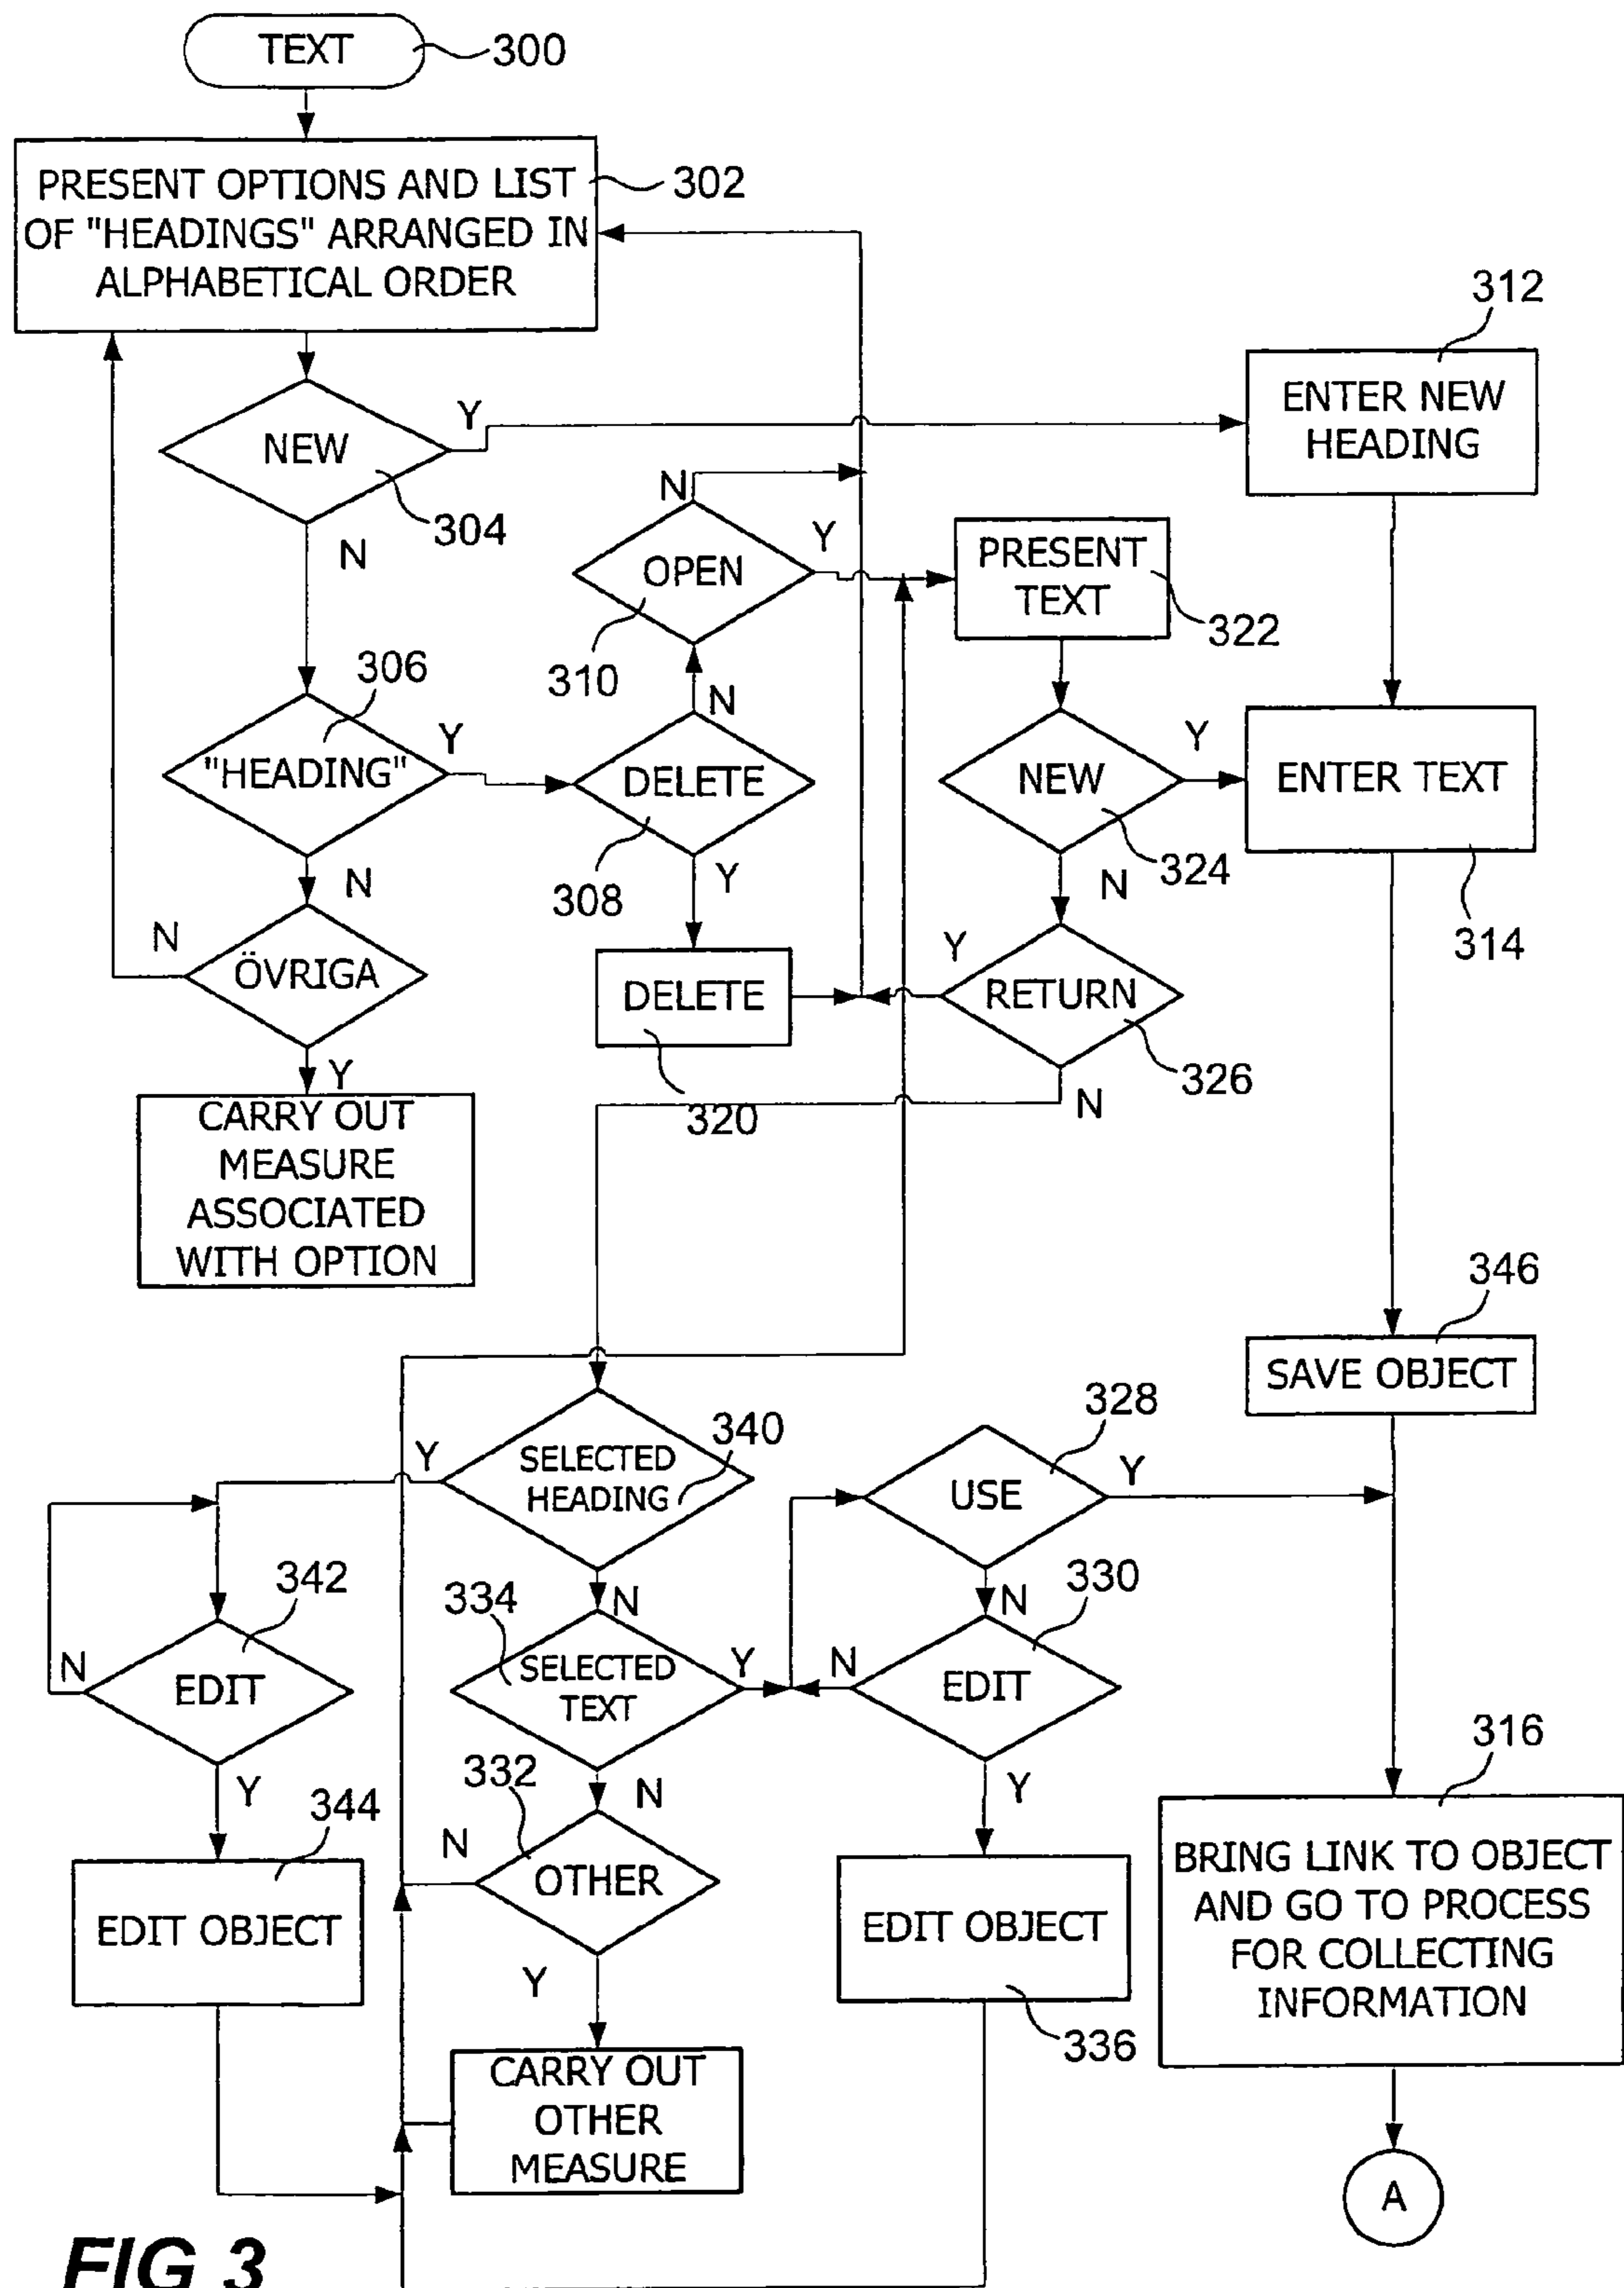 TEXT
300
PRESENT OPTIONS AND LIST
OF "HEADINGS" ARRANGED IN
ALPHABETICAL ORDER
302
312
ENTER NEW
HEADING
Y
NEW
304
N
N
OPEN
310
Y
PRESENT
TEXT
322
306
"HEADING"
Y
N
DELETE
308
Y
NEW
324
Y
N
ENTER TEXT
314
N
N
ÖVRIGA
Y
DELETE
320
Y
RETURN
326
N
CARRY OUT
MEASURE
ASSOCIATED
WITH OPTION
346
SAVE OBJECT
340
SELECTED
HEADING
Y
N
328
USE
Y
N
342
EDIT
N
Y
334
SELECTED
TEXT
Y
N
330
EDIT
N
Y
316
BRING LINK TO OBJECT
AND GO TO PROCESS
FOR COLLECTING
INFORMATION
344
EDIT OBJECT
332
OTHER
N
Y
EDIT OBJECT
336
CARRY OUT
OTHER
MEASURE
A
FIG 3